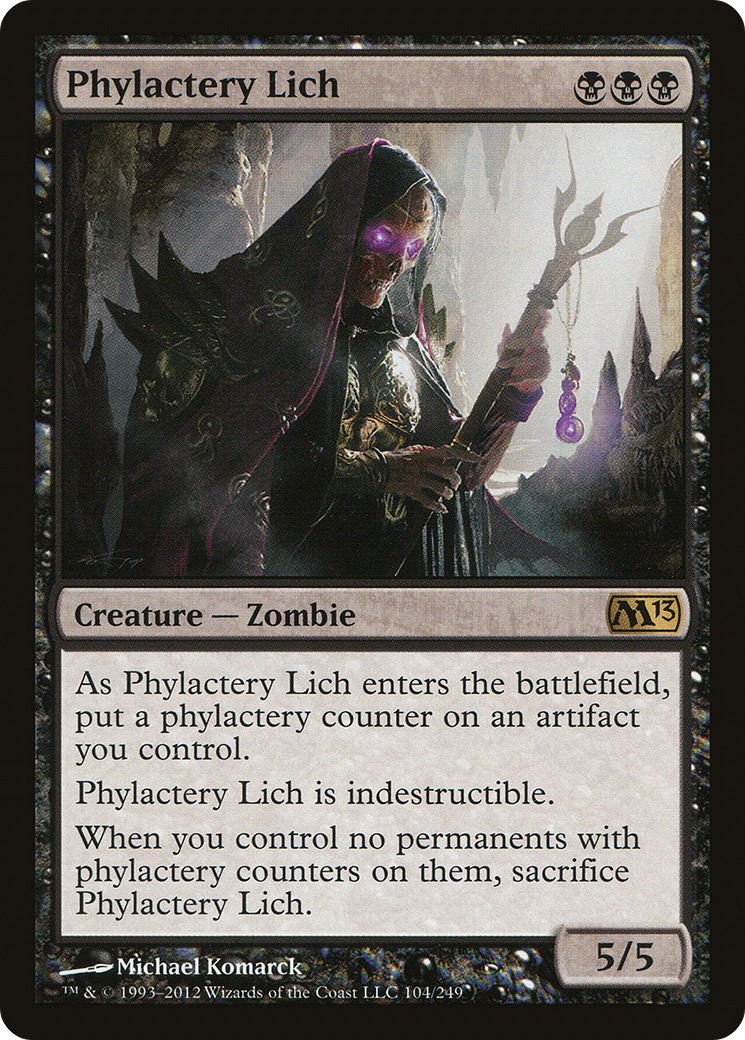 Phylactery Lich
Creature — Zombie
M13
As Phylactery Lich enters the battlefield,
put a phylactery counter on an artifact
you control.
Phylactery Lich is indestructible.
When you control no permanents with
phylactery counters on them, sacrifice
Phylactery Lich.
5/5
Michael Komarck
™ & © 1993–2012 Wizards of the Coast LLC 104/249